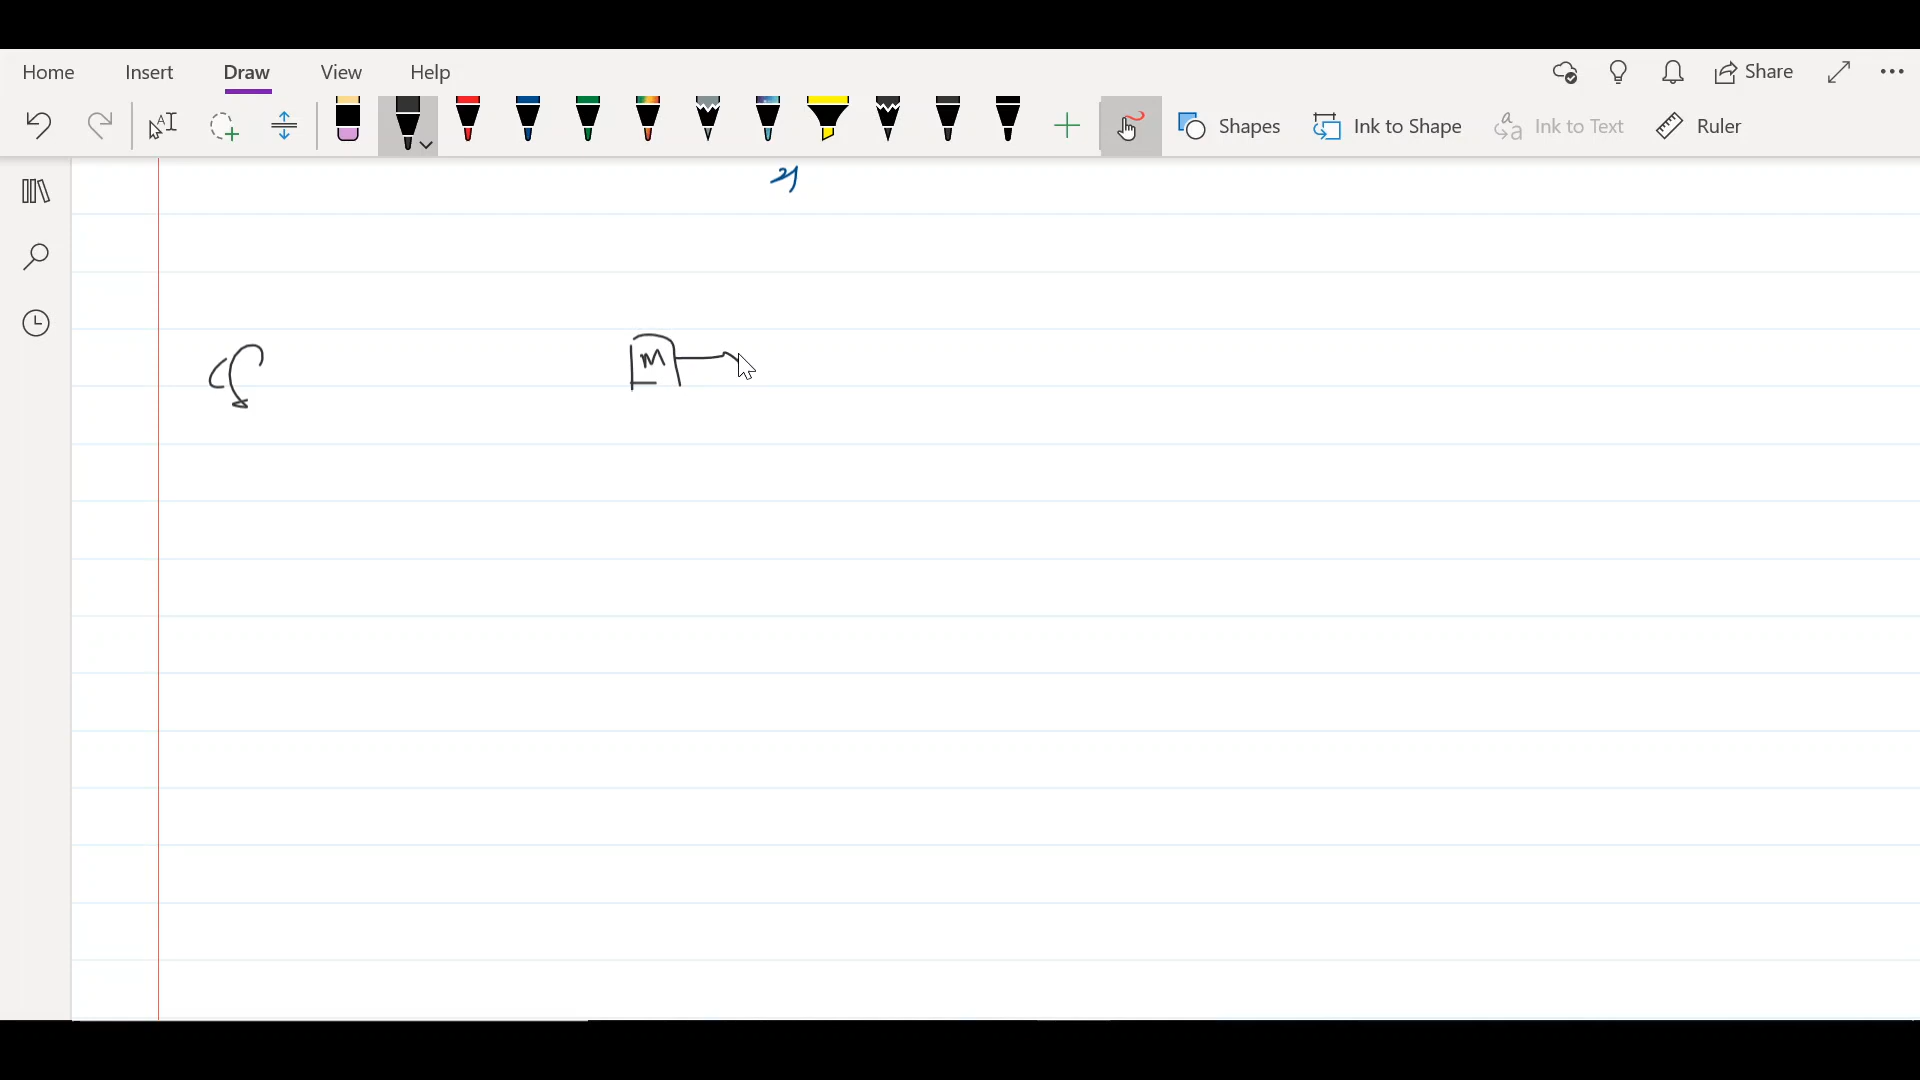 Home Insert Draw View Help Share
Shapes Ink to Shape Ink to Text Ruler
M